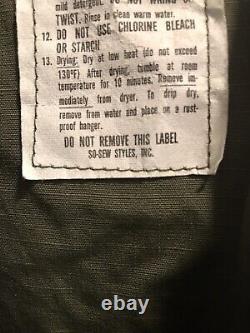 mild detergent. DO NOT WRING OR
TWIST. Rinse in clean warm water.
12. DO NOT USE CHLORINE BLEACH
OR STARCH
13. Drying: Dry at low heat (do not exceed
130°F) After drying, tumble at room
temperature for 10 minutes. Remove im-
mediately from dryer. To drip dry,
remove from water and place on a rust-
proof hanger.
DO NOT REMOVE THIS LABEL
SO-SEW STYLES, INC.